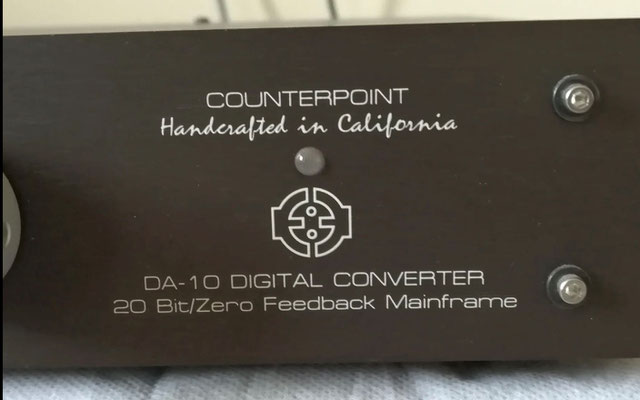 COUNTERPOINT
Handcrafted in California
DA-10 DIGITAL CONVERTER
20 Bit/Zero Feedback Mainframe